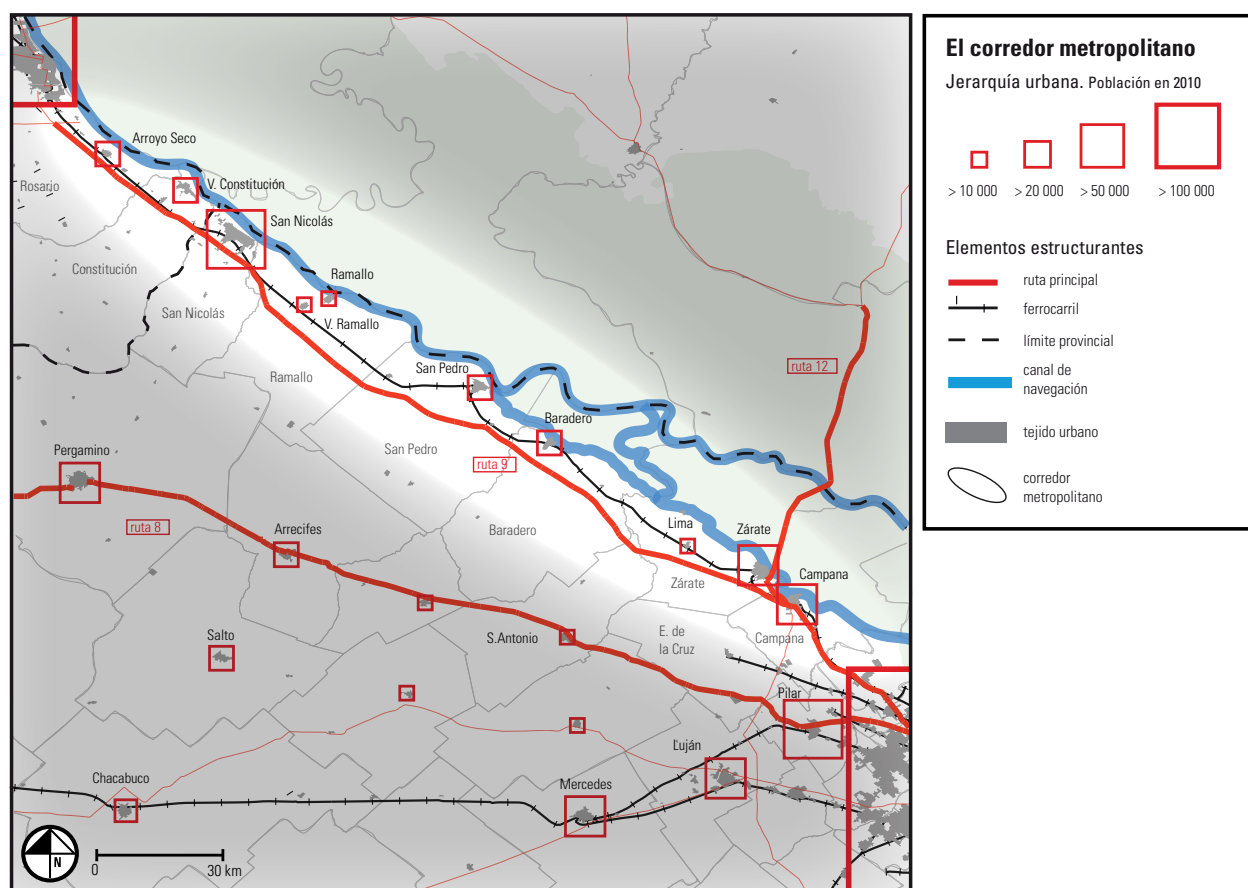 El corredor metropolitano
Jerarquía urbana. Población en 2010
> 10 000
> 20 000
> 50 000
> 100 000
Elementos estructurantes
ruta principal
ferrocarril
límite provincial
canal de
navegación
tejido urbano
corredor
metropolitano
Arroyo Seco
Rosario
V. Constitución
San Nicolás
Constitución
Ramallo
San Nicolás
V. Ramallo
ruta 12
San Pedro
Ramallo
Baradero
San Pedro
Pergamino
ruta 9
ruta 8
Arrecifes
Baradero
Lima
Zárate
Campana
Zárate
Salto
S.Antonio
E. de
la Cruz
Campana
Pilar
Ľuján
Chacabuco
Mercedes
N
0
30 km